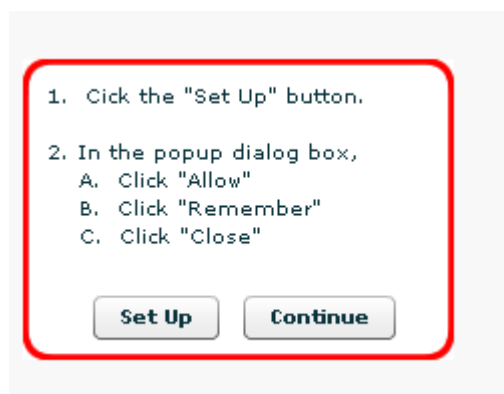 1. Cick the "Set Up" button.
2. In the popup dialog box,
A. Click "Allow"
B. Click "Remember"
C. Click "Close"
Set Up Continue